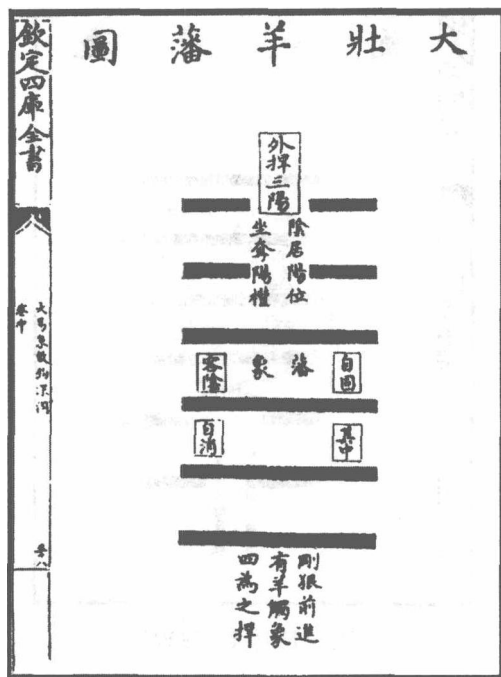 大壯羊藩圖
外捍三陽
陰居陽位
坐奪陽權
自固
藩象
客陰
其中
自消
剛狠前進
有羊觸象
四為之捍
欽定四庫全書
大易象數鉤深圖
卷中